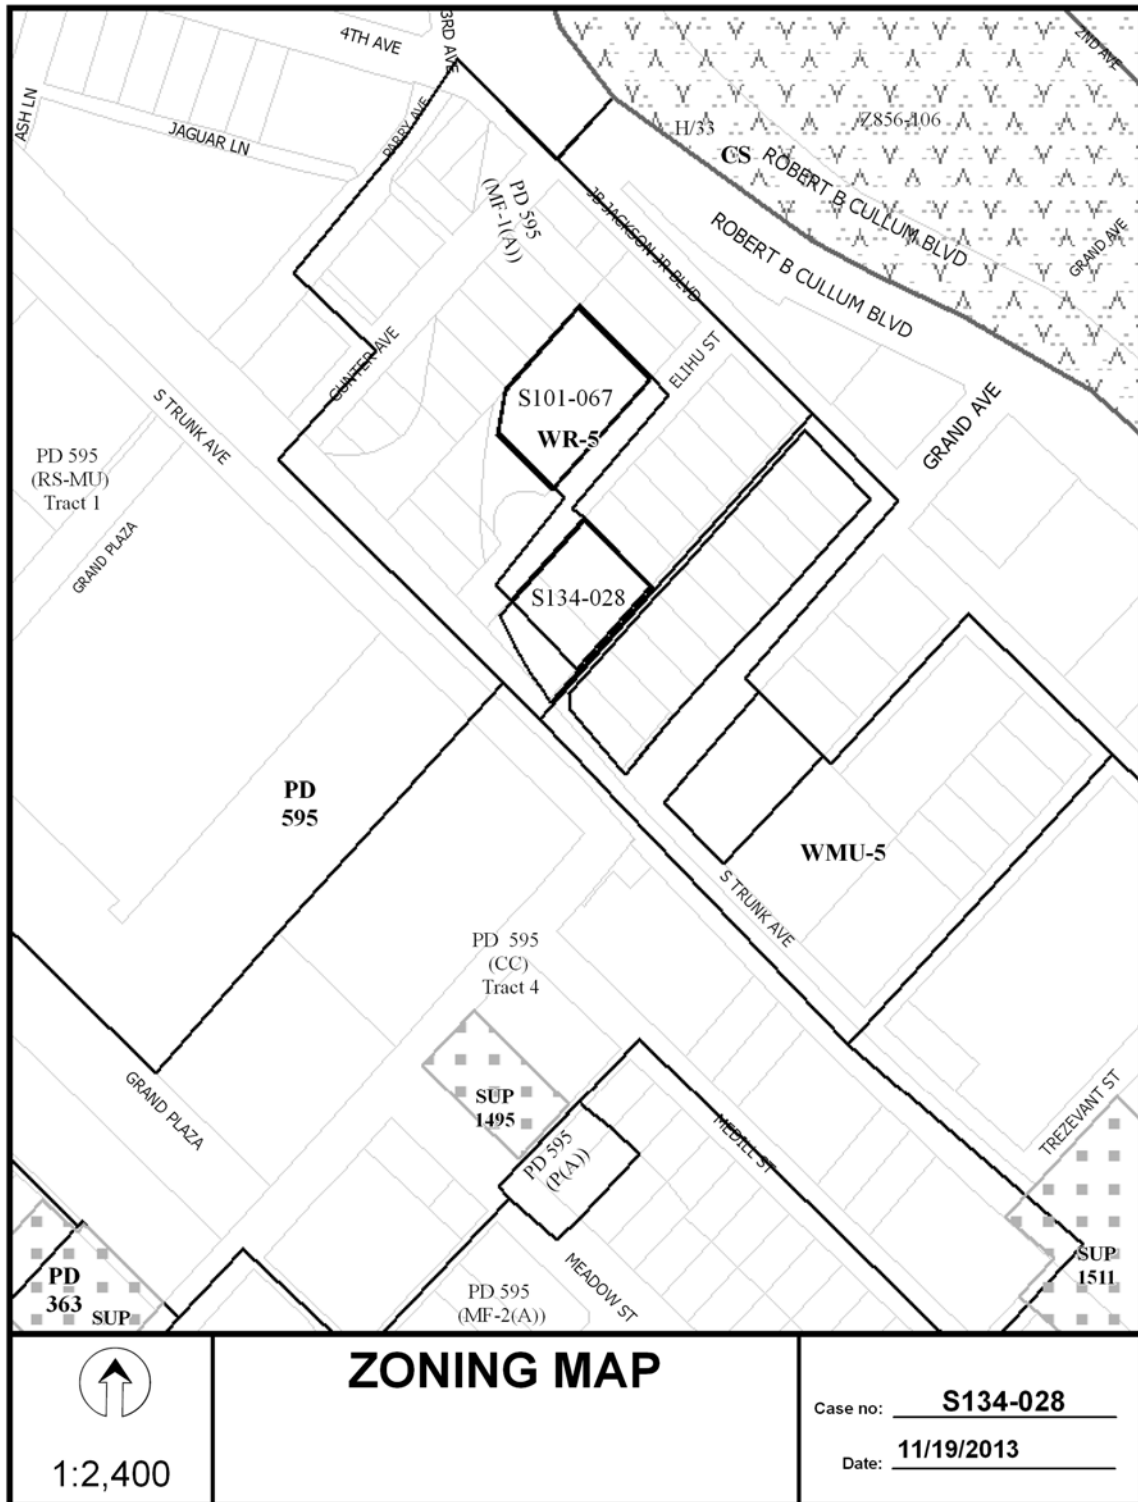 4TH AVE
3RD AVE
2ND AVE
ASH LN
JAGUAR LN
PARRY AVE
H/33
Z856-106
CS
ROBERT B CULLUM BLVD
ROBERT B CULLUM BLVD
GRAND AVE
PD 595
(MF-1(A))
JB JACKSON JR BLVD
GUNTER AVE
ELIHU ST
S101-067
WR-5
GRAND AVE
S TRUNK AVE
PD 595
(RS-MU)
Tract 1
GRAND PLAZA
S134-028
PD
595
WMU-5
S TRUNK AVE
PD 595
(CC)
Tract 4
GRAND PLAZA
SUP
1495
PD 595
(P(A))
MEDILL ST
TREZEVANT ST
SUP
1511
PD
363
SUP
PD 595
(MF-2(A))
MEADOW ST
1:2,400
ZONING MAP
Case no: S134-028
Date: 11/19/2013